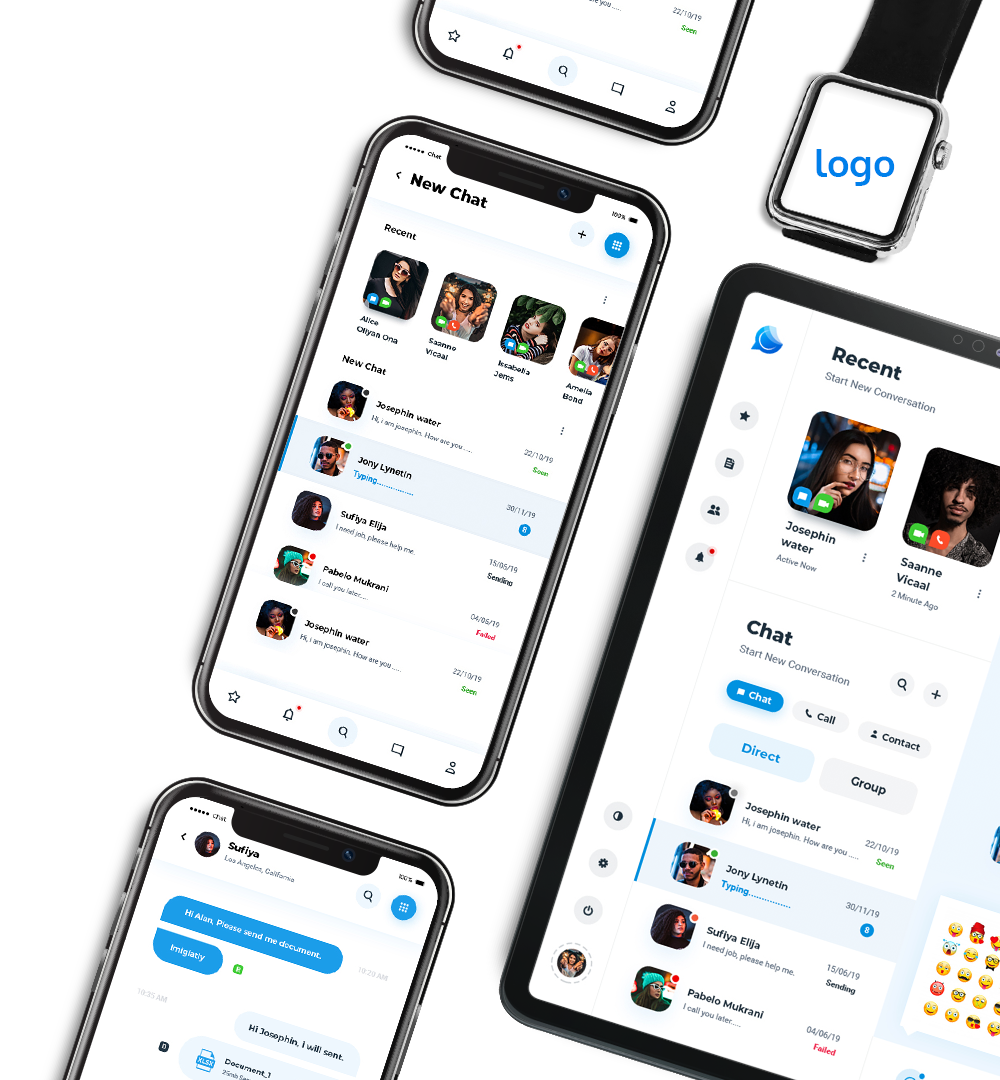 22/10/19
Seen
logo
Chat
100%
New Chat
Recent
Alice
Oliyan Ona
Saanne
Vicaal
Issabella
Jems
Amelia
Bond
New Chat
Josephin water
Hi, i am josephin. How are you .....
22/10/19
Seen
Jony Lynetin
Typing................
30/11/19
8
Sufiya Elija
I need job, please help me.
15/06/19
Sending
Pabelo Mukrani
I call you later.....
04/06/19
Failed
Josephin water
Hi, i am josephin. How are you .....
22/10/19
Seen
Recent
Start New Conversation
Josephin
water
Active Now
Saanne
Vicaal
2 Minute Ago
Chat
Start New Conversation
Chat
Call
Contact
Direct
Group
Josephin water
Hi, i am josephin. How are you .....
22/10/19
Seen
Jony Lynetin
Typing................
30/11/19
8
Sufiya Elija
I need job, please help me.
15/06/19
Sending
Pabelo Mukrani
I call you later.....
04/06/19
Failed
Chat
100%
Sufiya
Los Angeles, California
Hi Alan, Please send me document.
Imigiatly
10:20 AM
10:35 AM
Hi Josephin, i will sent.
XLSX
Document_1